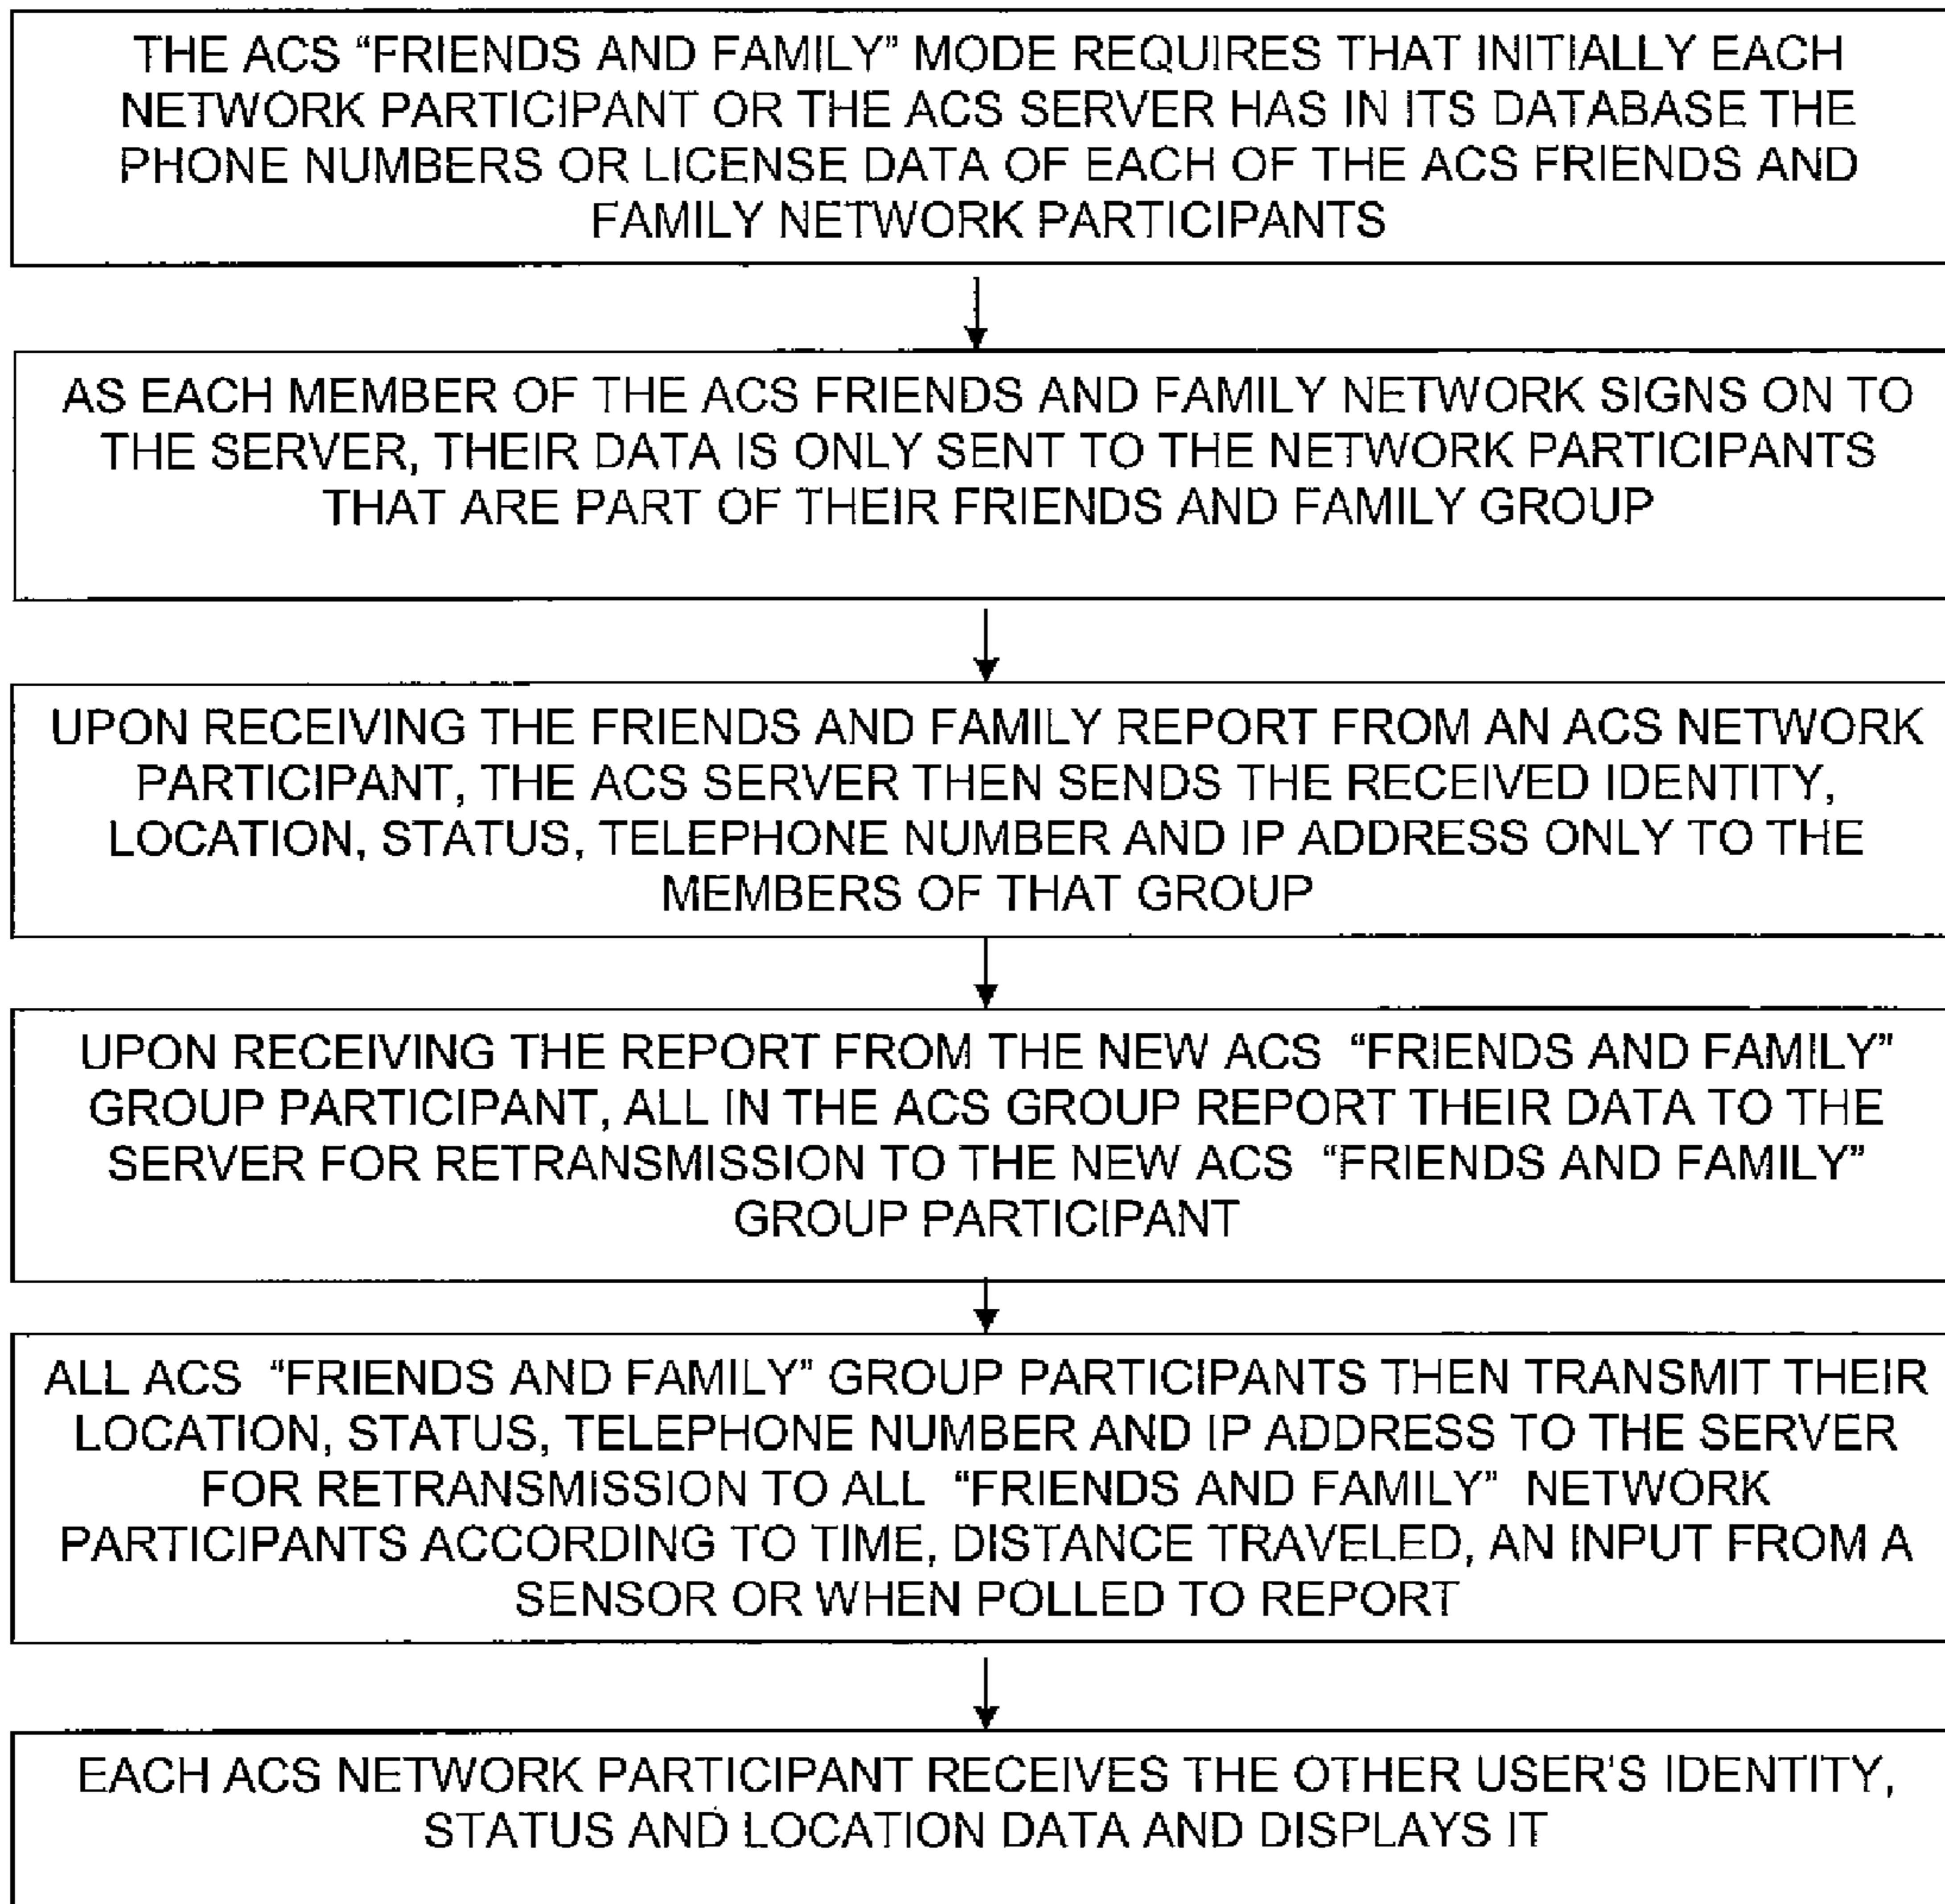 THE ACS “FRIENDS AND FAMILY” MODE REQUIRES THAT INITIALLY EACH
NETWORK PARTICIPANT OR THE ACS SERVER HAS IN ITS DATABASE THE
PHONE NUMBERS OR LICENSE DATA OF EACH OF THE ACS FRIENDS AND
FAMILY NETWORK PARTICIPANTS
AS EACH MEMBER OF THE ACS FRIENDS AND FAMILY NETWORK SIGNS ON TO
THE SERVER, THEIR DATA IS ONLY SENT TO THE NETWORK PARTICIPANTS
THAT ARE PART OF THEIR FRIENDS AND FAMILY GROUP
UPON RECEIVING THE FRIENDS AND FAMILY REPORT FROM AN ACS NETWORK
PARTICIPANT, THE ACS SERVER THEN SENDS THE RECEIVED IDENTITY,
LOCATION, STATUS, TELEPHONE NUMBER AND IP ADDRESS ONLY TO THE
MEMBERS OF THAT GROUP
UPON RECEIVING THE REPORT FROM THE NEW ACS “FRIENDS AND FAMILY”
GROUP PARTICIPANT, ALL IN THE ACS GROUP REPORT THEIR DATA TO THE
SERVER FOR RETRANSMISSION TO THE NEW ACS “FRIENDS AND FAMILY”
GROUP PARTICIPANT
ALL ACS “FRIENDS AND FAMILY” GROUP PARTICIPANTS THEN TRANSMIT THEIR
LOCATION, STATUS, TELEPHONE NUMBER AND IP ADDRESS TO THE SERVER
FOR RETRANSMISSION TO ALL “FRIENDS AND FAMILY” NETWORK
PARTICIPANTS ACCORDING TO TIME, DISTANCE TRAVELED, AN INPUT FROM A
SENSOR OR WHEN POLLED TO REPORT
EACH ACS NETWORK PARTICIPANT RECEIVES THE OTHER USER'S IDENTITY,
STATUS AND LOCATION DATA AND DISPLAYS IT